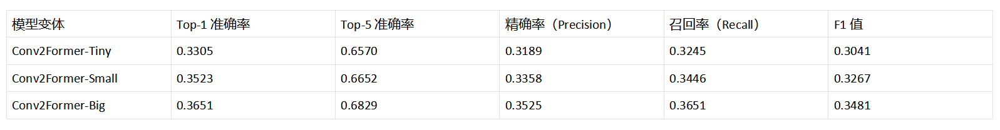 模型变体 Top-1 准确率 Top-5 准确率 精确率（Precision） 召回率（Recall） F1 值
Conv2Former-Tiny 0.3305 0.6570 0.3189 0.3245 0.3041
Conv2Former-Small 0.3523 0.6652 0.3358 0.3446 0.3267
Conv2Former-Big 0.3651 0.6829 0.3525 0.3651 0.3481